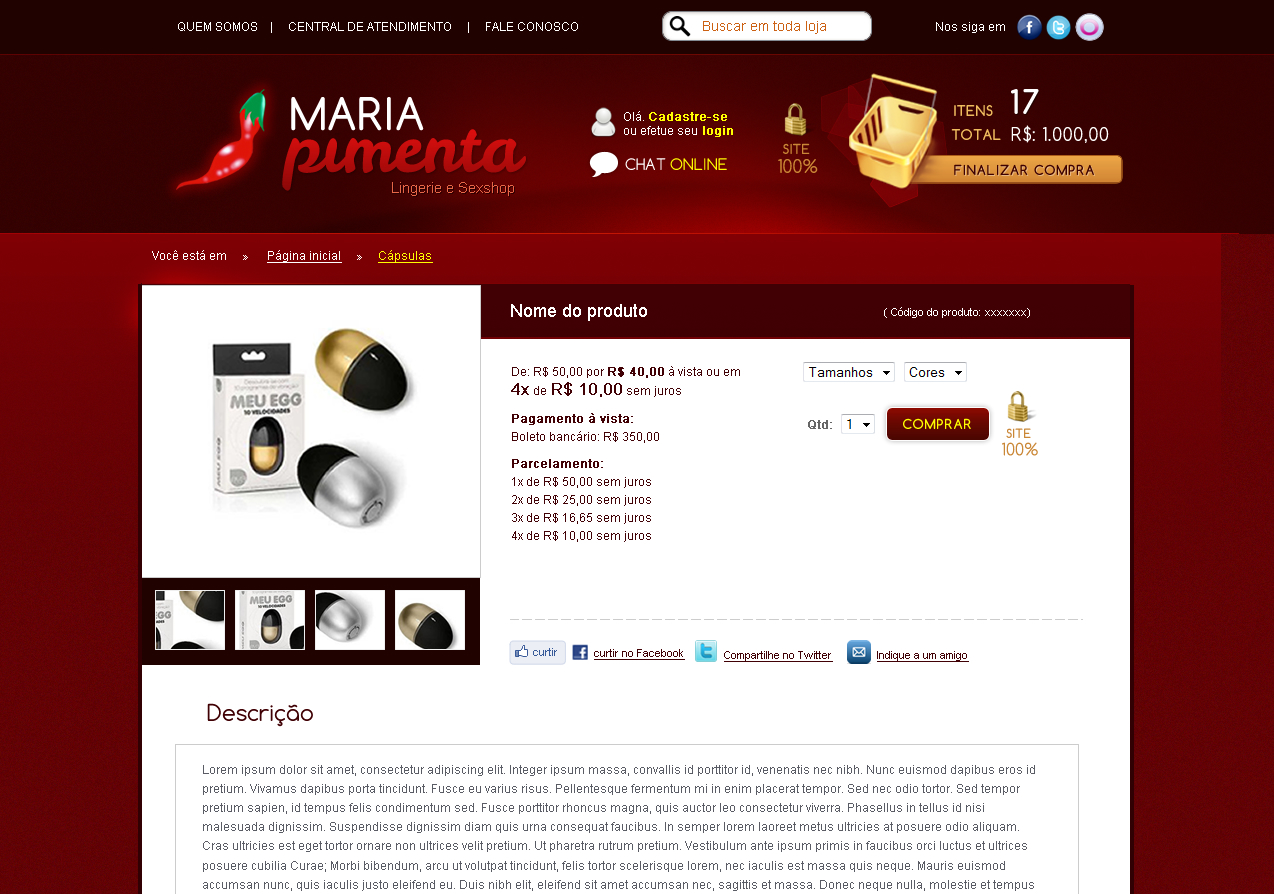 QUEM SOMOS | CENTRAL DE ATENDIMENTO | FALE CONOSCO
Buscar em toda loja
Nos siga em
MARIA
pimenta
Lingerie e Sexshop
Olá. Cadastre-se
ou efetue seu login
CHAT ONLINE
SITE
100%
ITENS 17
TOTAL R$: 1.000,00
FINALIZAR COMPRA
Você está em » Página inicial » Cápsulas
MEU EGG
10 VELOCIDADES
Nome do produto
( Código do produto: xxxxxxx)
De: R$ 50,00 por R$ 40,00 à vista ou em
4x de R$ 10,00 sem juros
Pagamento à vista:
Boleto bancário: R$ 350,00
Parcelamento:
1x de R$ 50,00 sem juros
2x de R$ 25,00 sem juros
3x de R$ 16,65 sem juros
4x de R$ 10,00 sem juros
Tamanhos
Cores
Qtd: 1
COMPRAR
SITE
100%
MEU EGG
curtir
curtir no Facebook
Compartilhe no Twitter
Indique a um amigo
Descrição
Lorem ipsum dolor sit amet, consectetur adipiscing elit. Integer ipsum massa, convallis id porttitor id, venenatis nec nibh. Nunc euismod dapibus eros id
pretium. Vivamus dapibus porta tincidunt. Fusce eu varius risus. Pellentesque fermentum mi in enim placerat tempor. Sed nec odio tortor. Sed tempor
pretium sapien, id tempus felis condimentum sed. Fusce porttitor rhoncus magna, quis auctor leo consectetur viverra. Phasellus in tellus id nisi
malesuada dignissim. Suspendisse dignissim diam quis urna consequat faucibus. In semper lorem laoreet metus ultricies at posuere odio aliquam.
Cras ultricies est eget tortor ornare non ultrices velit pretium. Ut pharetra rutrum pretium. Vestibulum ante ipsum primis in faucibus orci luctus et ultrices
posuere cubilia Curae; Morbi bibendum, arcu ut volutpat tincidunt, felis tortor scelerisque lorem, nec iaculis est massa quis neque. Mauris euismod
accumsan nunc, quis iaculis justo eleifend eu. Duis nibh elit, eleifend sit amet accumsan nec, sagittis et massa. Donec neque nulla, molestie et tempus